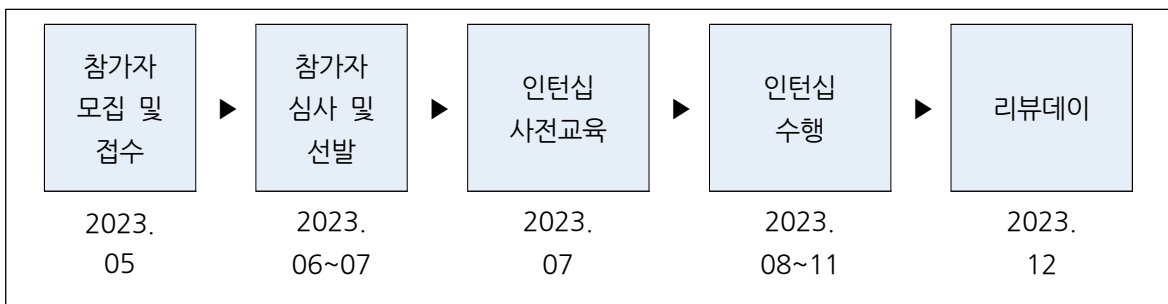 참가자
모집 및
접수
▶
참가자
심사 및
선발
▶
인턴십
사전교육
▶
인턴십
수행
▶
리뷰데이
2023.
05
2023.
06~07
2023.
07
2023.
08~11
2023.
12